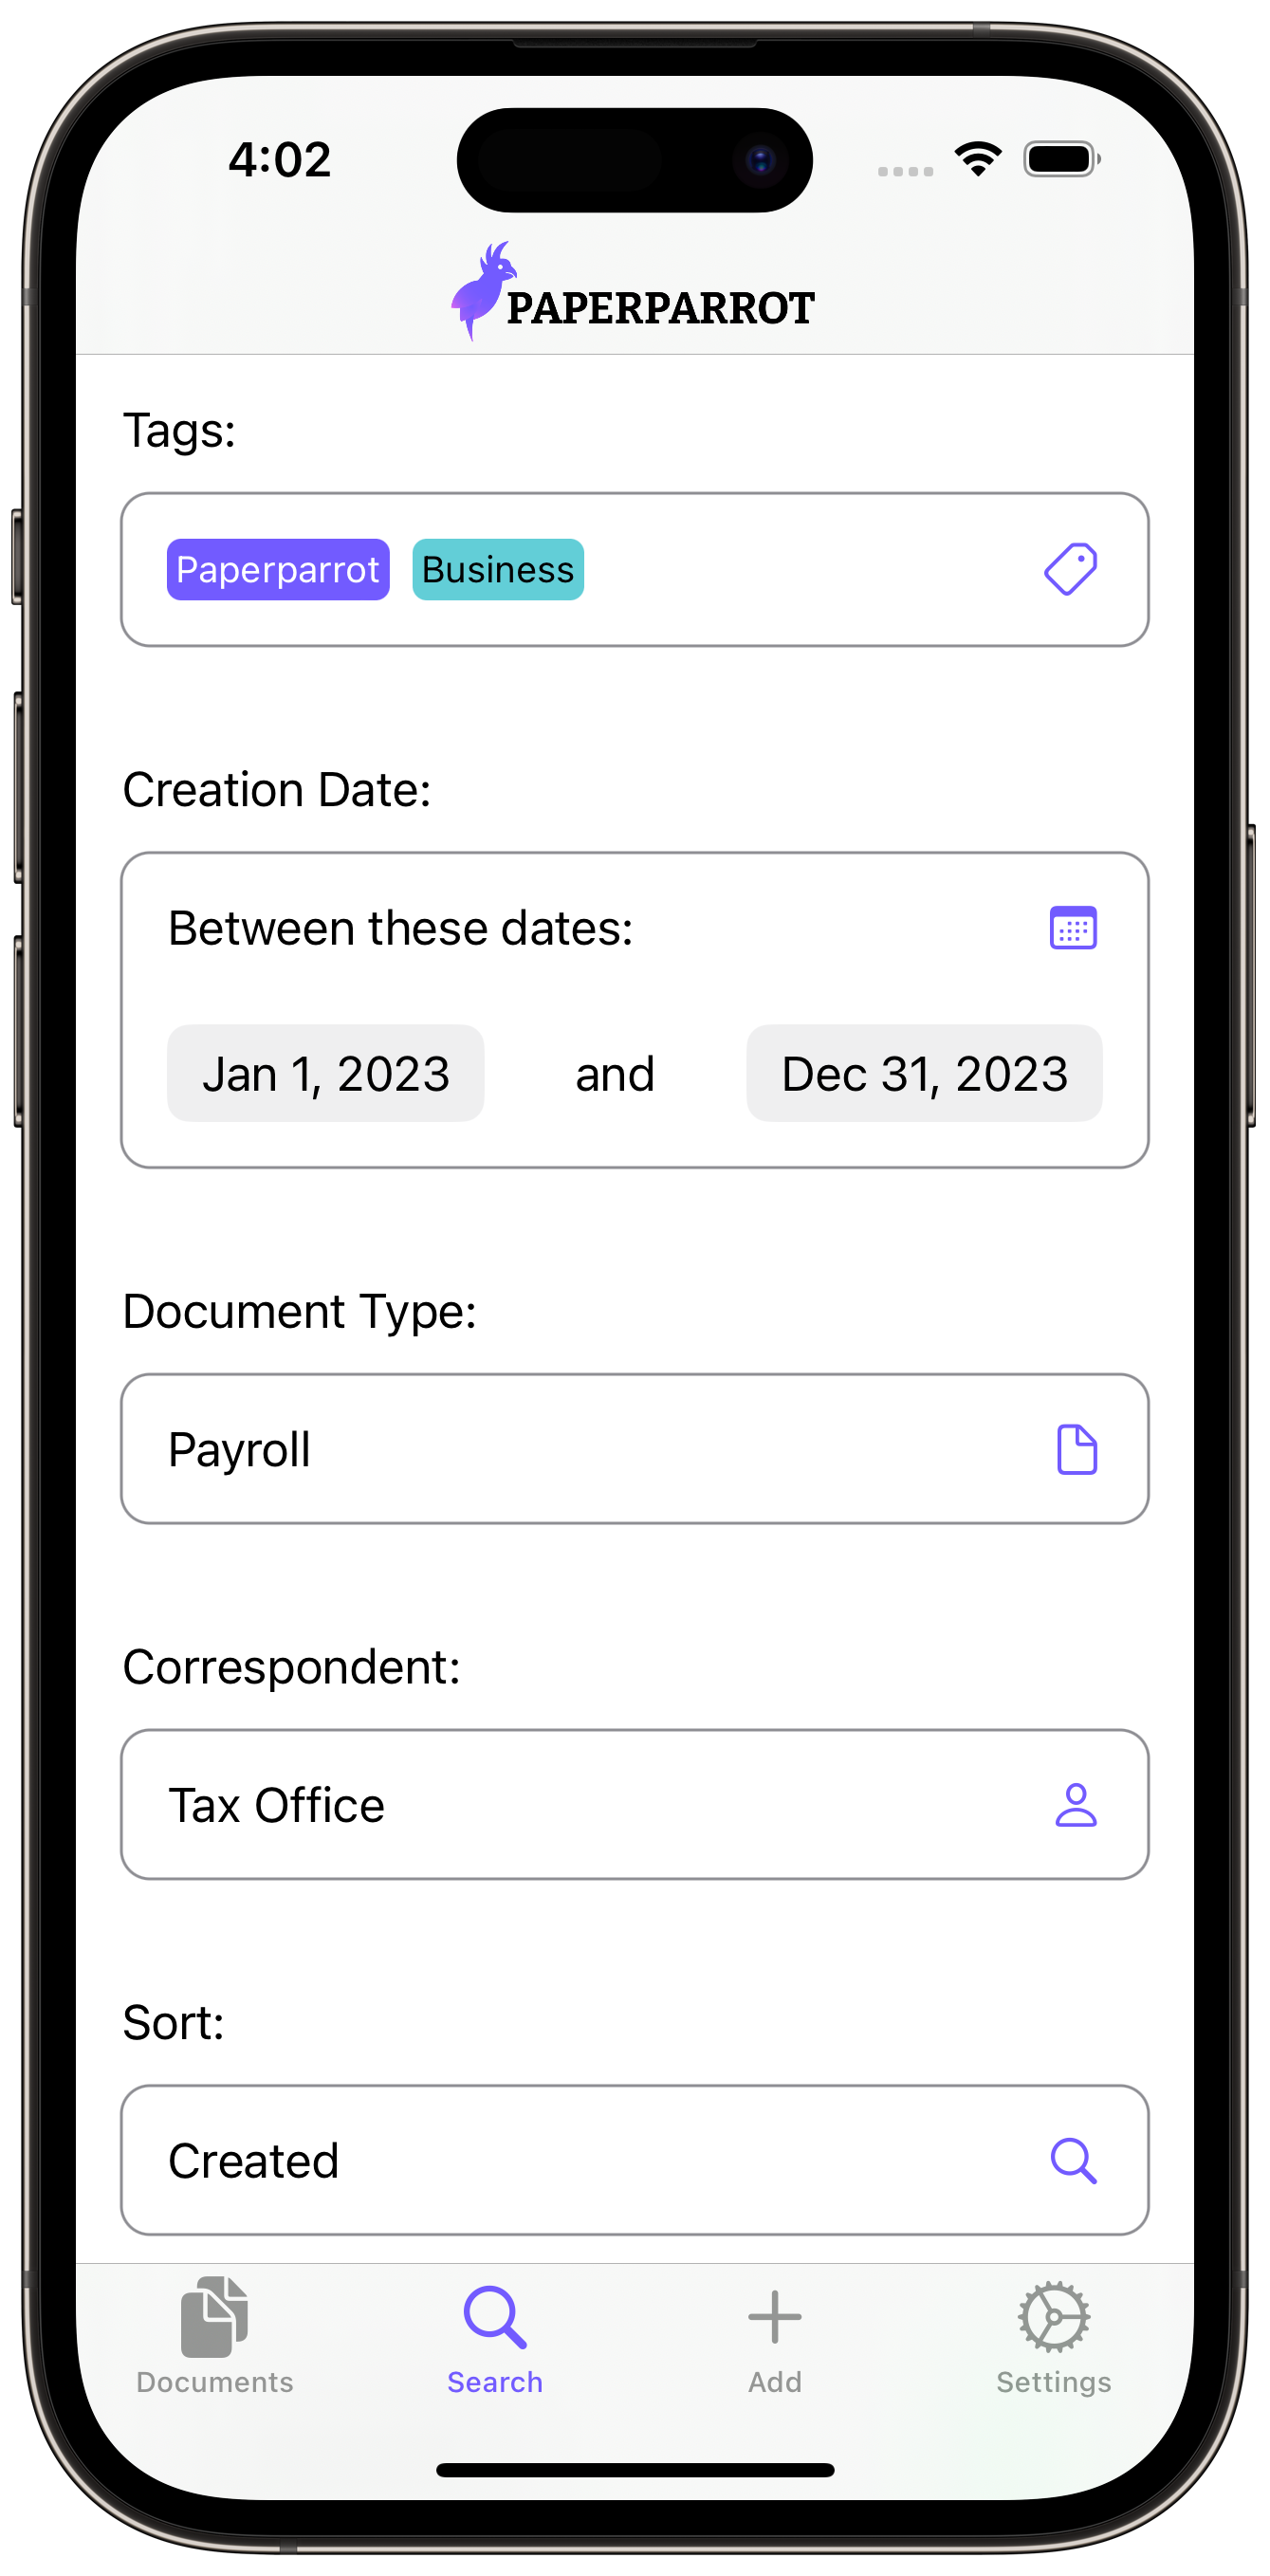 4:02
PAPERPARROT
Tags:
Paperparrot Business
Creation Date:
Between these dates:
Jan 1, 2023 and Dec 31, 2023
Document Type:
Payroll
Correspondent:
Tax Office
Sort:
Created
Documents Search Add Settings